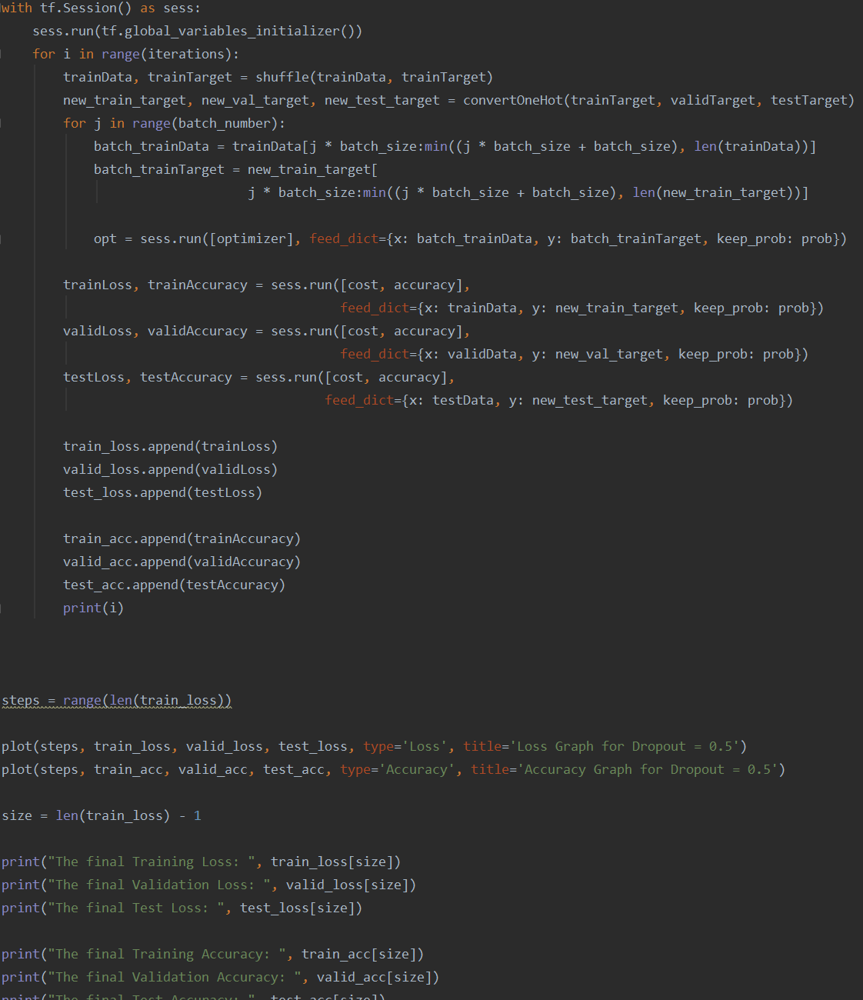 with tf.Session() as sess:
    sess.run(tf.global_variables_initializer())
    for i in range(iterations):
        trainData, trainTarget = shuffle(trainData, trainTarget)
        new_train_target, new_val_target, new_test_target = convertOneHot(trainTarget, validTarget, testTarget)
        for j in range(batch_number):
            batch_trainData = trainData[j * batch_size:min((j * batch_size + batch_size), len(trainData))]
            batch_trainTarget = new_train_target[
                                j * batch_size:min((j * batch_size + batch_size), len(new_train_target))]

            opt = sess.run([optimizer], feed_dict={x: batch_trainData, y: batch_trainTarget, keep_prob: prob})

        trainLoss, trainAccuracy = sess.run([cost, accuracy],
                                            feed_dict={x: trainData, y: new_train_target, keep_prob: prob})
        validLoss, validAccuracy = sess.run([cost, accuracy],
                                            feed_dict={x: validData, y: new_val_target, keep_prob: prob})
        testLoss, testAccuracy = sess.run([cost, accuracy],
                                          feed_dict={x: testData, y: new_test_target, keep_prob: prob})

        train_loss.append(trainLoss)
        valid_loss.append(validLoss)
        test_loss.append(testLoss)

        train_acc.append(trainAccuracy)
        valid_acc.append(validAccuracy)
        test_acc.append(testAccuracy)
        print(i)

steps = range(len(train_loss))

plot(steps, train_loss, valid_loss, test_loss, type='Loss', title='Loss Graph for Dropout = 0.5')
plot(steps, train_acc, valid_acc, test_acc, type='Accuracy', title='Accuracy Graph for Dropout = 0.5')

size = len(train_loss) - 1

print("The final Training Loss: ", train_loss[size])
print("The final Validation Loss: ", valid_loss[size])
print("The final Test Loss: ", test_loss[size])

print("The final Training Accuracy: ", train_acc[size])
print("The final Validation Accuracy: ", valid_acc[size])
print("The final Test Accuracy: ", test_acc[size])